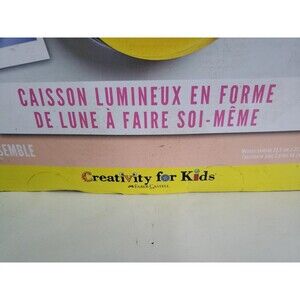 CAISSON LUMINEUX EN FORME
DE LUNE À FAIRE SOI-MÊME
SEMBLE
Creativity for Kids
FABER-CASTELL